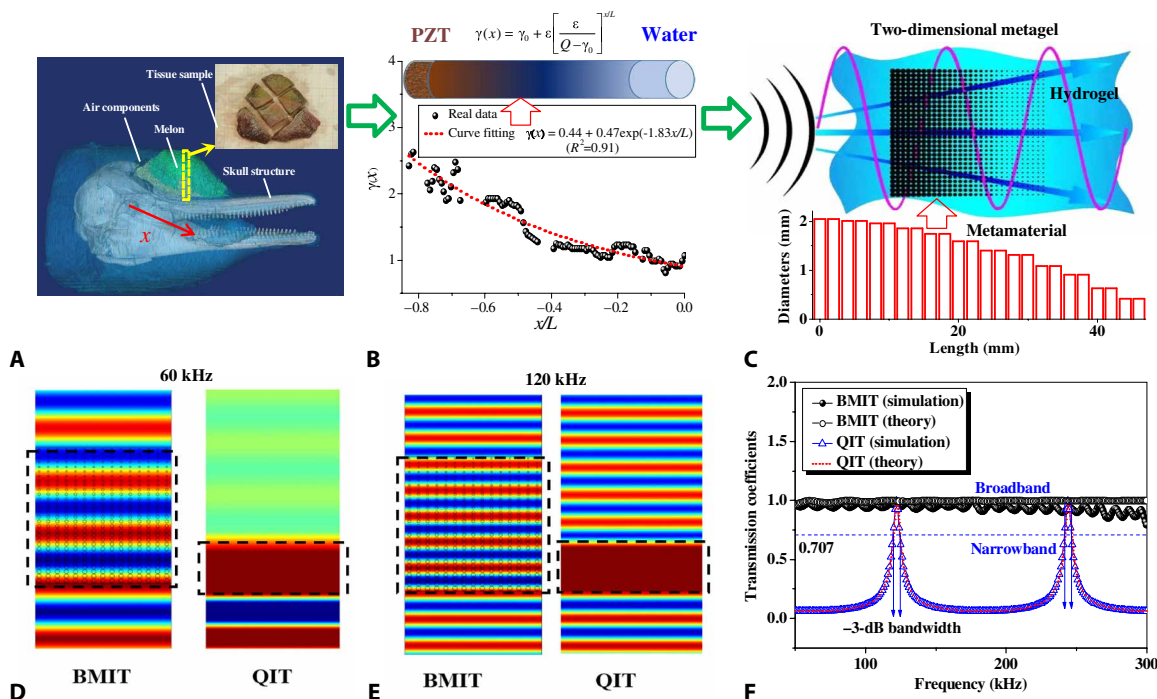 Tissue sample
Air components
Melon
Skull structure
x
A
PZT
γ(x) = γ₀ + ε[ε/(Q−γ₀)]^(x/L)
Water
Real data
Curve fitting γ(x) = 0.44 + 0.47exp(-1.83x/L)
(R²=0.91)
γ(x)
4
3
2
1
−0.8 −0.6 −0.4 −0.2 0.0
x/L
B
Two-dimensional metagel
Hydrogel
Metamaterial
Diameters (mm)
2
1
0
0 20 40
Length (mm)
C
60 kHz
BMIT QIT
D
120 kHz
BMIT QIT
E
BMIT (simulation)
BMIT (theory)
QIT (simulation)
QIT (theory)
Broadband
0.707
Narrowband
−3-dB bandwidth
Transmission coefficients
2.0
1.5
1.0
0.5
0.0
100 200 300
Frequency (kHz)
F